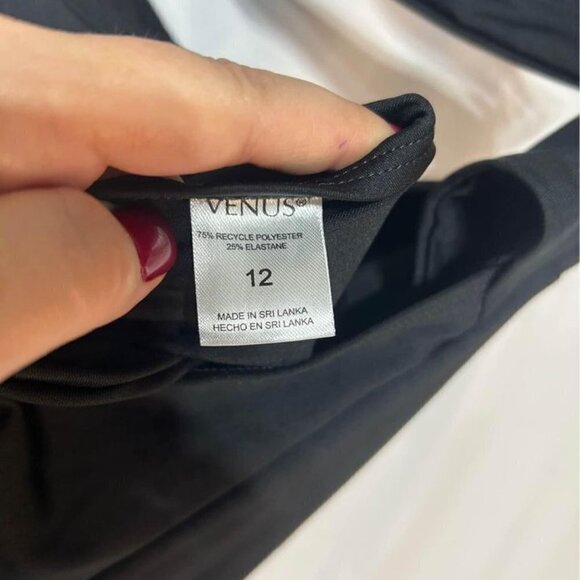 VENUS®
75% RECYCLE POLYESTER
25% ELASTANE
12
MADE IN SRI LANKA
HECHO EN SRI LANKA